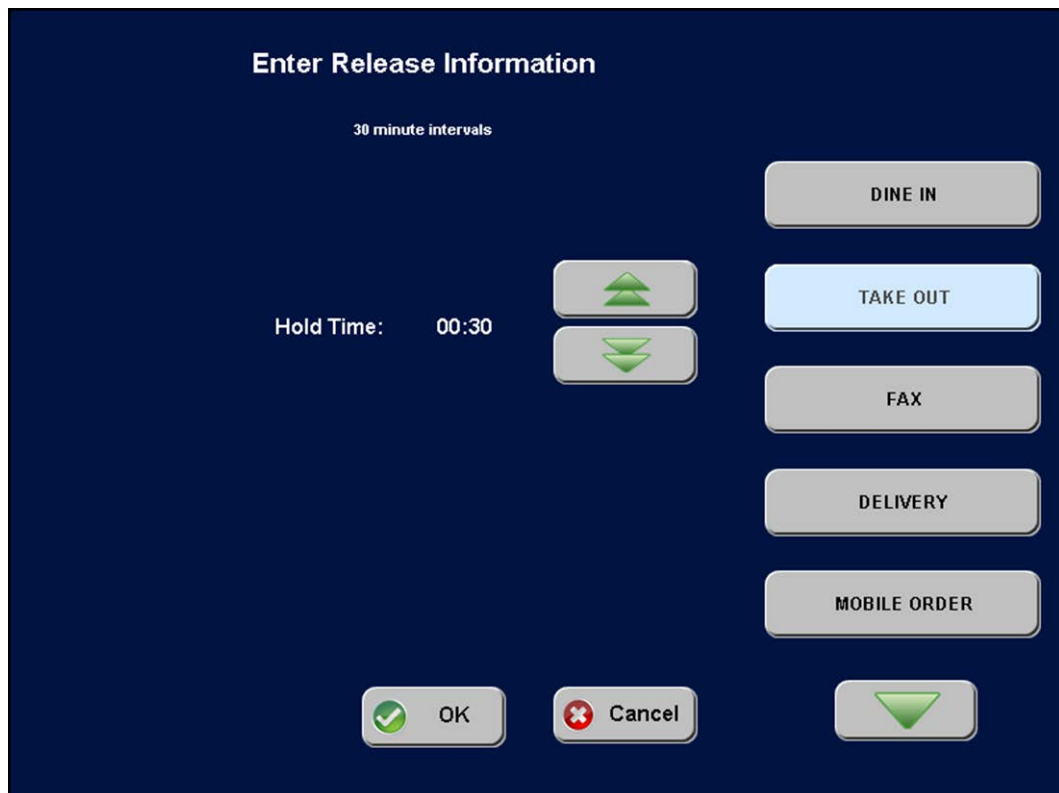 Enter Release Information
30 minute intervals
DINE IN
TAKE OUT
Hold Time: 00:30
FAX
DELIVERY
MOBILE ORDER
OK
Cancel